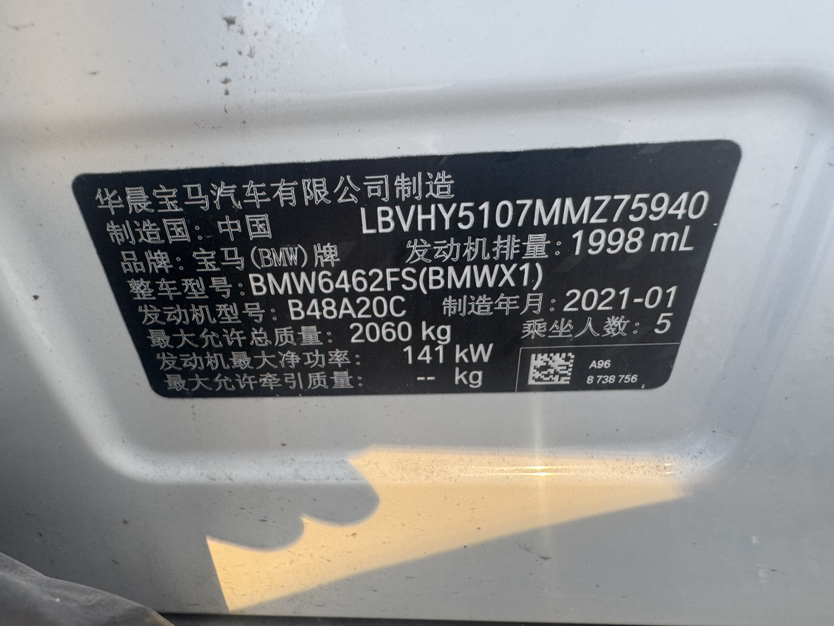 华晨宝马汽车有限公司制造
制造国: 中国 LBVHY5107MMZ75940
品牌: 宝马(BMW)牌 发动机排量: 1998 mL
整车型号: BMW6462FS(BMWX1)
发动机型号: B48A20C 制造年月: 2021-01
最大允许总质量: 2060 kg 乘坐人数: 5
发动机最大净功率: 141 kW
最大允许牵引质量: -- kg
A96
8 738 756